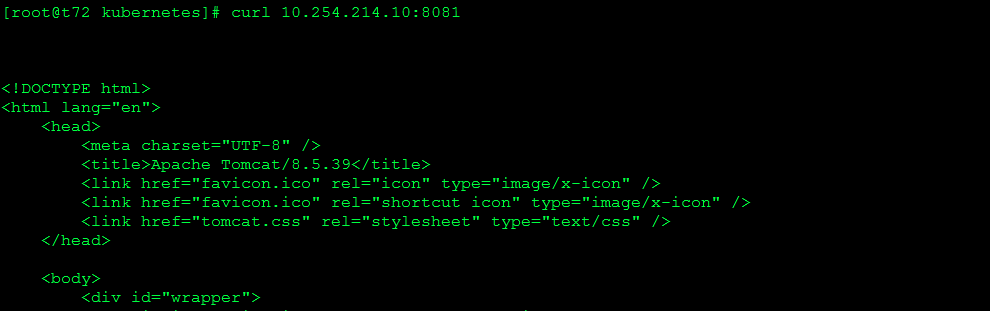 [root@t72 kubernetes]# curl 10.254.214.10:8081
<!DOCTYPE html>
<html lang="en">
    <head>
        <meta charset="UTF-8" />
        <title>Apache Tomcat/8.5.39</title>
        <link href="favicon.ico" rel="icon" type="image/x-icon" />
        <link href="favicon.ico" rel="shortcut icon" type="image/x-icon" />
        <link href="tomcat.css" rel="stylesheet" type="text/css" />
    </head>
    <body>
        <div id="wrapper">